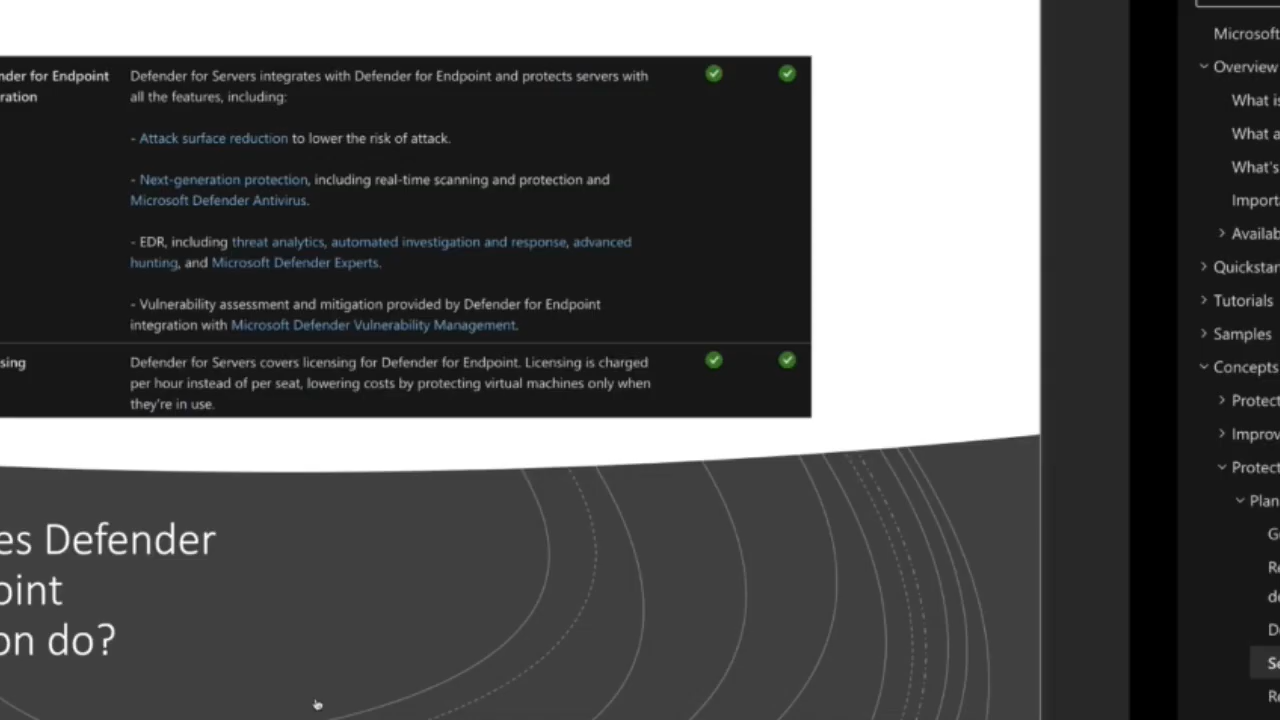 nder for Endpoint
ration
Defender for Servers integrates with Defender for Endpoint and protects servers with
all the features, including:
- Attack surface reduction to lower the risk of attack.
- Next-generation protection, including real-time scanning and protection and
Microsoft Defender Antivirus.
- EDR, including threat analytics, automated investigation and response, advanced
hunting, and Microsoft Defender Experts.
- Vulnerability assessment and mitigation provided by Defender for Endpoint
integration with Microsoft Defender Vulnerability Management.
sing
Defender for Servers covers licensing for Defender for Endpoint. Licensing is charged
per hour instead of per seat, lowering costs by protecting virtual machines only when
they're in use.
es Defender
oint
on do?
Microsoft
Overview
What is
What a
What's
Importa
Availab
Quickstar
Tutorials
Samples
Concepts
Protect
Improv
Protect
Plan
G
Re
de
D
Se
Re